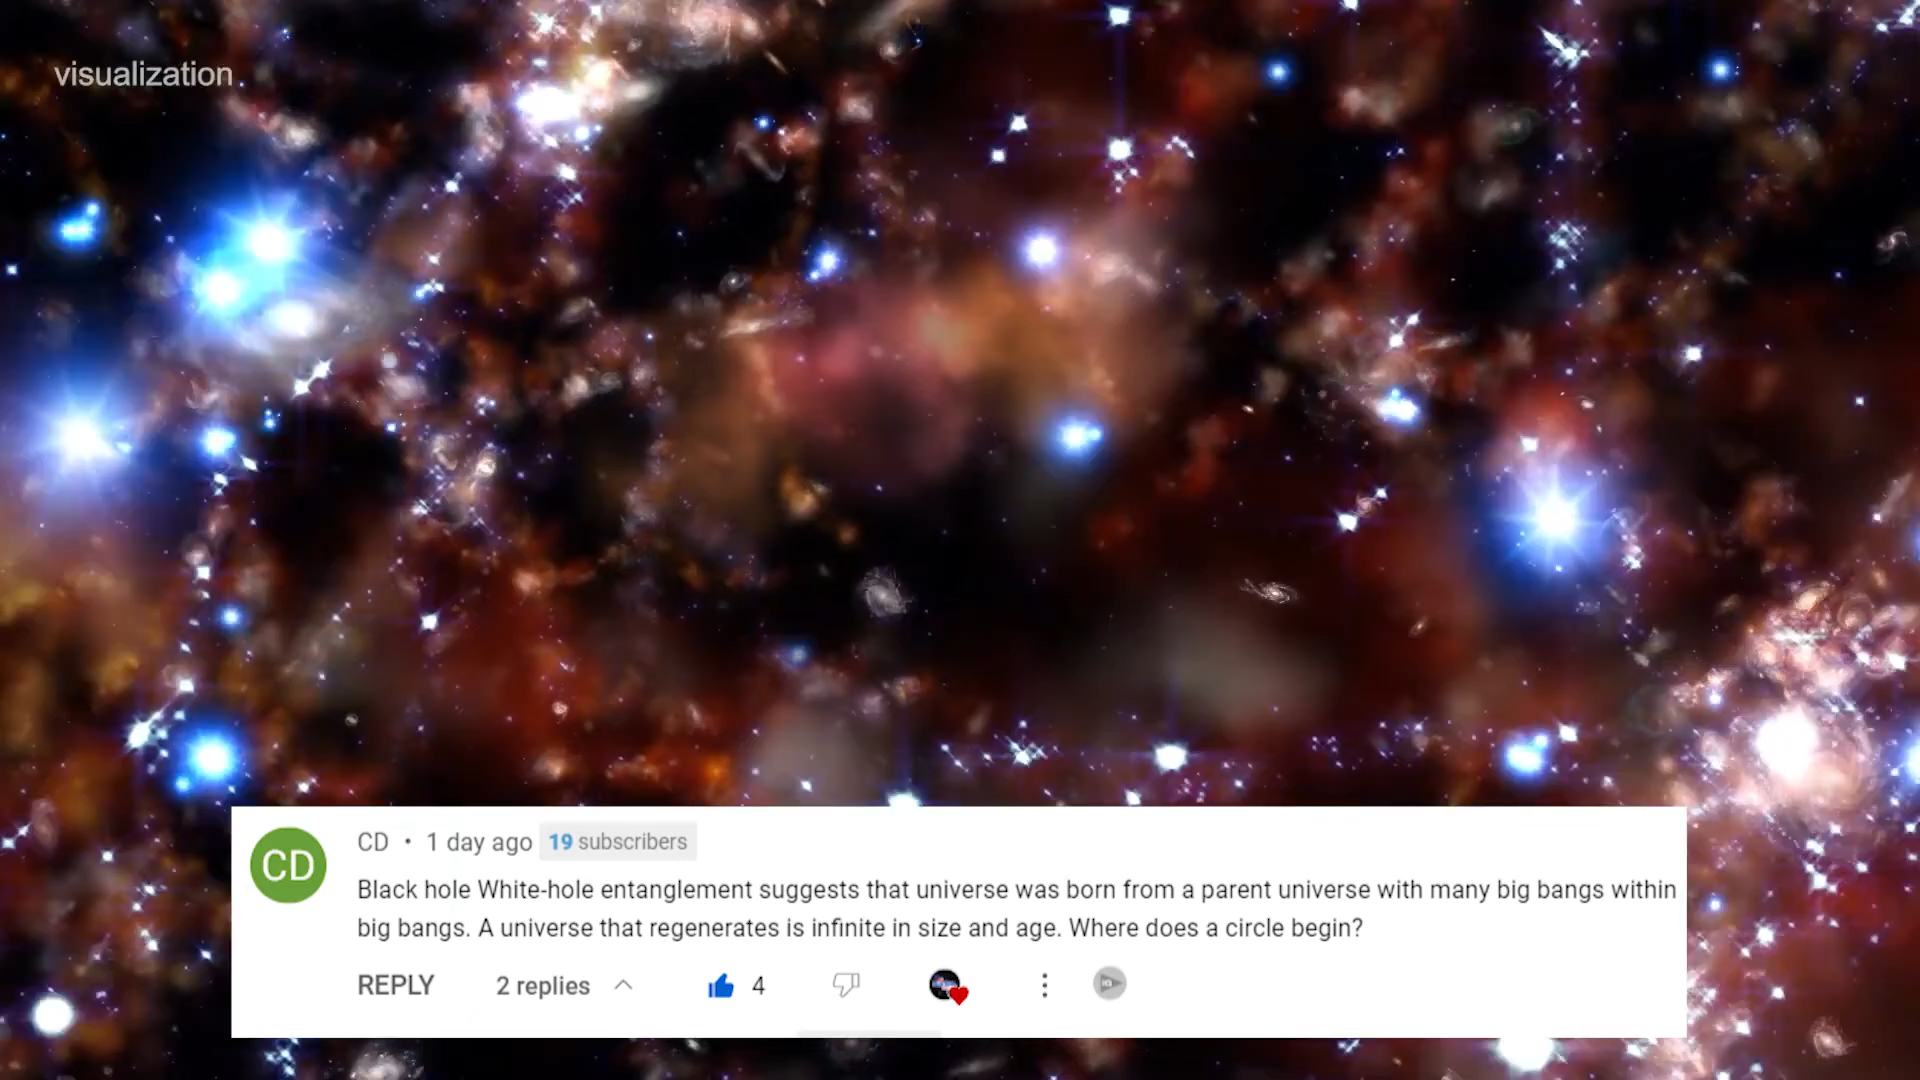 visualization
CD
CD • 1 day ago 19 subscribers
Black hole White-hole entanglement suggests that universe was born from a parent universe with many big bangs within
big bangs. A universe that regenerates is infinite in size and age. Where does a circle begin?
REPLY 2 replies 4